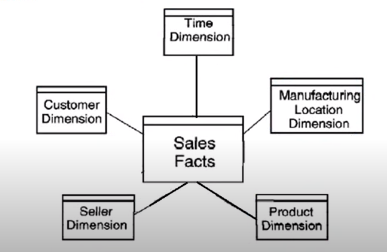 Time
Dimension
Customer
Dimension
Manufacturing
Location
Dimension
Sales
Facts
Seller
Dimension
Product
Dimension